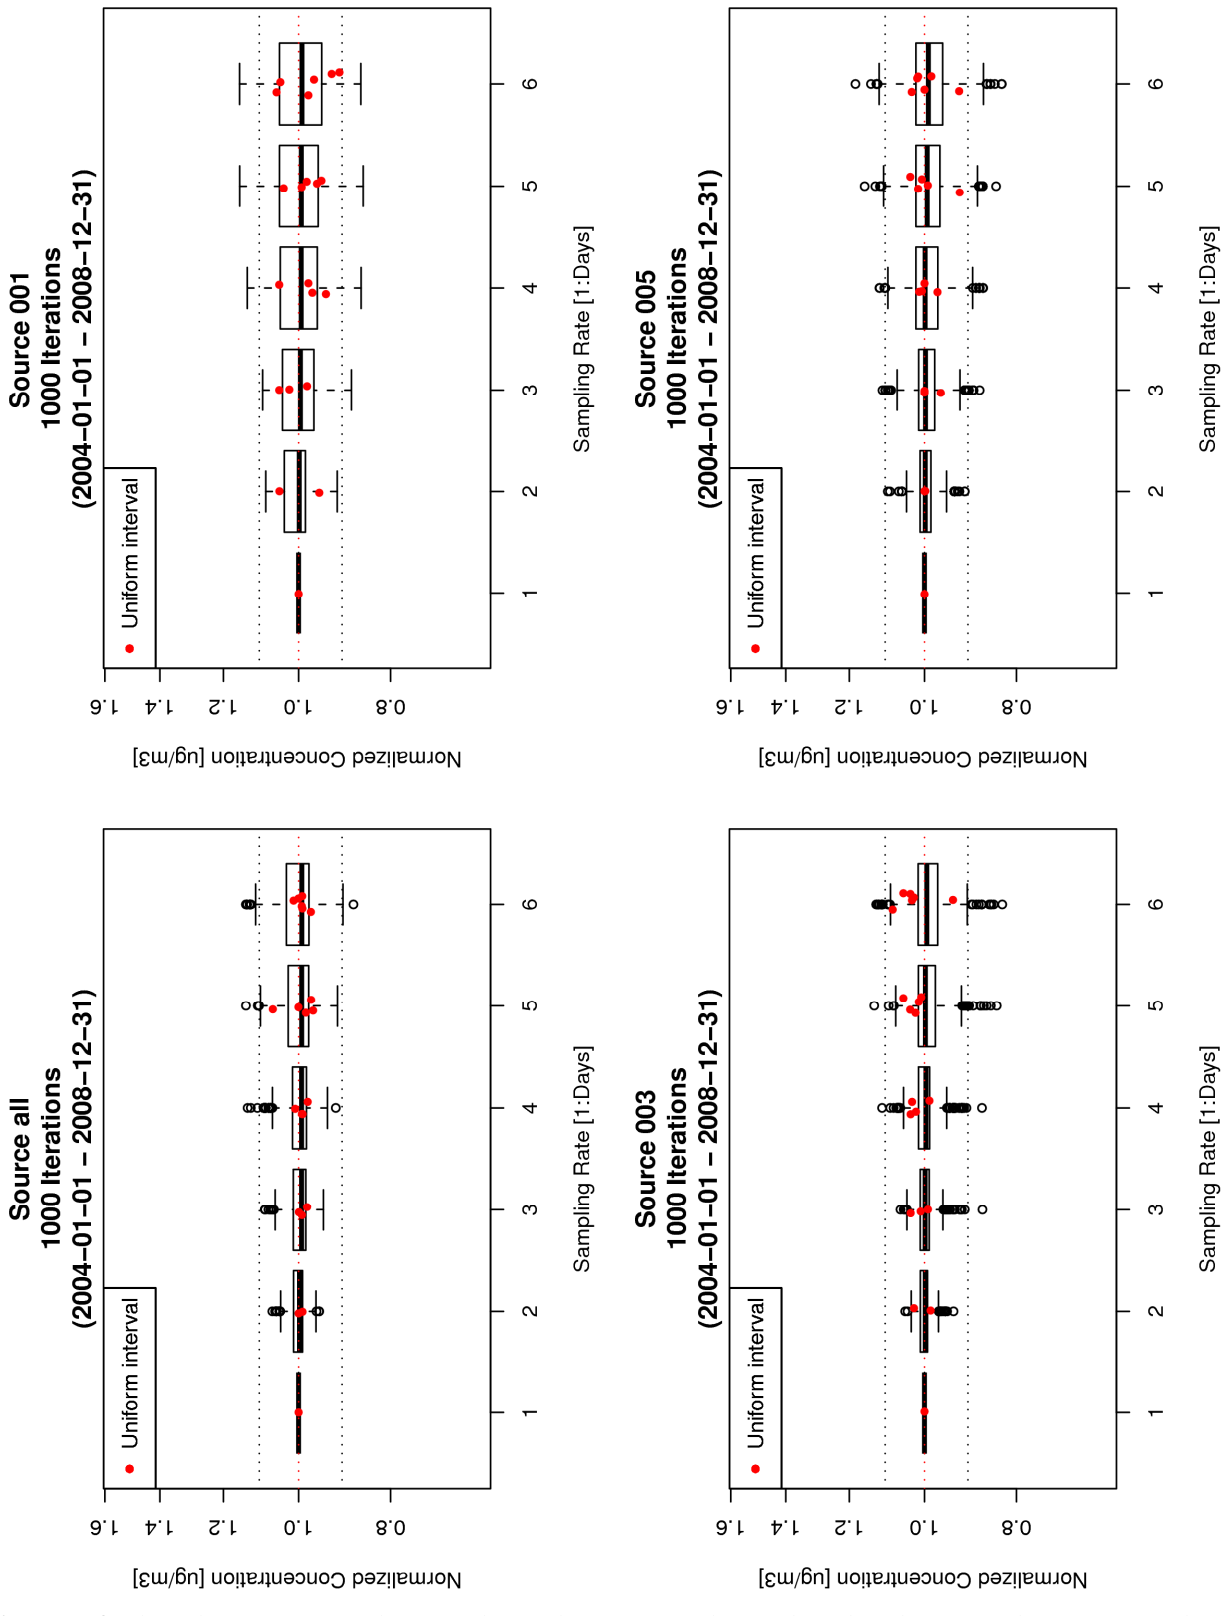 Source all
1000 Iterations
(2004−01−01 − 2008−12−31)
Uniform interval
Normalized Concentration [ug/m3]
1.6
1.4
1.2
1.0
0.8
1 2 3 4 5 6
Sampling Rate [1:Days]
Source 001
1000 Iterations
(2004−01−01 − 2008−12−31)
Uniform interval
Normalized Concentration [ug/m3]
1.6
1.4
1.2
1.0
0.8
1 2 3 4 5 6
Sampling Rate [1:Days]
Source 003
1000 Iterations
(2004−01−01 − 2008−12−31)
Uniform interval
Normalized Concentration [ug/m3]
1.6
1.4
1.2
1.0
0.8
1 2 3 4 5 6
Sampling Rate [1:Days]
Source 005
1000 Iterations
(2004−01−01 − 2008−12−31)
Uniform interval
Normalized Concentration [ug/m3]
1.6
1.4
1.2
1.0
0.8
1 2 3 4 5 6
Sampling Rate [1:Days]